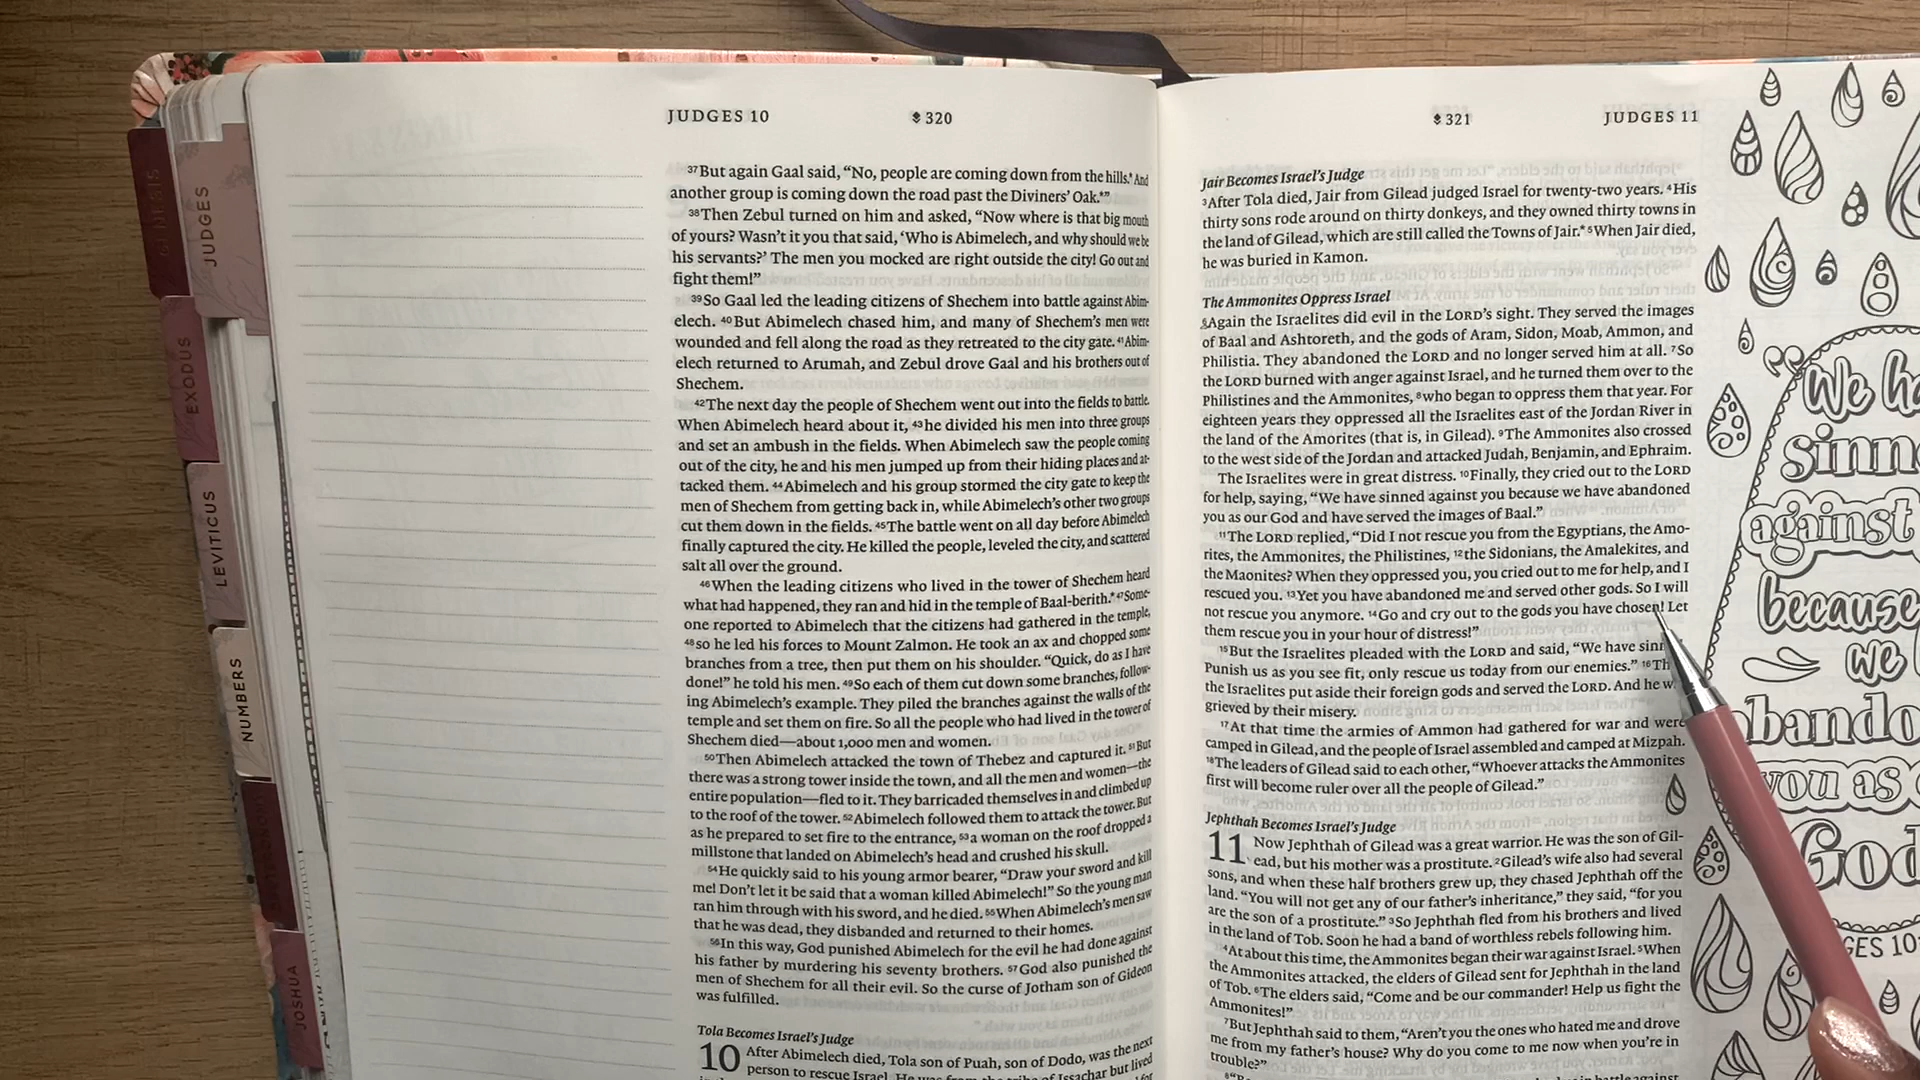 GENESIS
JUDGES
EXODUS
LEVITICUS
NUMBERS
DEUTERONOMY
JOSHUA
JUDGES 10
320
37But again Gaal said, “No, people are coming down from the hills.* And
another group is coming down the road past the Diviners’ Oak.*”
38Then Zebul turned on him and asked, “Now where is that big mouth
of yours? Wasn’t it you that said, ‘Who is Abimelech, and why should we be
his servants?’ The men you mocked are right outside the city! Go out and
fight them!”
39So Gaal led the leading citizens of Shechem into battle against Abim-
elech. 40But Abimelech chased him, and many of Shechem’s men were
wounded and fell along the road as they retreated to the city gate. 41Abim-
elech returned to Arumah, and Zebul drove Gaal and his brothers out of
Shechem.
42The next day the people of Shechem went out into the fields to battle.
When Abimelech heard about it, 43he divided his men into three groups
and set an ambush in the fields. When Abimelech saw the people coming
out of the city, he and his men jumped up from their hiding places and at-
tacked them. 44Abimelech and his group stormed the city gate to keep the
men of Shechem from getting back in, while Abimelech’s other two groups
cut them down in the fields. 45The battle went on all day before Abimelech
finally captured the city. He killed the people, leveled the city, and scattered
salt all over the ground.
46When the leading citizens who lived in the tower of Shechem heard
what had happened, they ran and hid in the temple of Baal-berith.* 47Some-
one reported to Abimelech that the citizens had gathered in the temple,
48so he led his forces to Mount Zalmon. He took an ax and chopped some
branches from a tree, then put them on his shoulder. “Quick, do as I have
done!” he told his men. 49So each of them cut down some branches, follow-
ing Abimelech’s example. They piled the branches against the walls of the
temple and set them on fire. So all the people who had lived in the tower of
Shechem died—about 1,000 men and women.
50Then Abimelech attacked the town of Thebez and captured it. 51But
there was a strong tower inside the town, and all the men and women—the
entire population—fled to it. They barricaded themselves in and climbed up
to the roof of the tower. 52Abimelech followed them to attack the tower. But
as he prepared to set fire to the entrance, 53a woman on the roof dropped a
millstone that landed on Abimelech’s head and crushed his skull.
54He quickly said to his young armor bearer, “Draw your sword and kill
me! Don’t let it be said that a woman killed Abimelech!” So the young man
ran him through with his sword, and he died. 55When Abimelech’s men saw
that he was dead, they disbanded and returned to their homes.
56In this way, God punished Abimelech for the evil he had done against
his father by murdering his seventy brothers. 57God also punished the
men of Shechem for all their evil. So the curse of Jotham son of Gideon
was fulfilled.
Tola Becomes Israel’s Judge
10 After Abimelech died, Tola son of Puah, son of Dodo, was the next
person to rescue Israel. He was from the tribe of Issachar but lived
321
JUDGES 11
Jair Becomes Israel’s Judge
3After Tola died, Jair from Gilead judged Israel for twenty-two years. 4His
thirty sons rode around on thirty donkeys, and they owned thirty towns in
the land of Gilead, which are still called the Towns of Jair.* 5When Jair died,
he was buried in Kamon.
The Ammonites Oppress Israel
6Again the Israelites did evil in the LORD’s sight. They served the images
of Baal and Ashtoreth, and the gods of Aram, Sidon, Moab, Ammon, and
Philistia. They abandoned the LORD and no longer served him at all. 7So
the LORD burned with anger against Israel, and he turned them over to the
Philistines and the Ammonites, 8who began to oppress them that year. For
eighteen years they oppressed all the Israelites east of the Jordan River in
the land of the Amorites (that is, in Gilead). 9The Ammonites also crossed
to the west side of the Jordan and attacked Judah, Benjamin, and Ephraim.
The Israelites were in great distress. 10Finally, they cried out to the LORD
for help, saying, “We have sinned against you because we have abandoned
you as our God and have served the images of Baal.”
11The LORD replied, “Did I not rescue you from the Egyptians, the Amo-
rites, the Ammonites, the Philistines, 12the Sidonians, the Amalekites, and
the Maonites? When they oppressed you, you cried out to me for help, and I
rescued you. 13Yet you have abandoned me and served other gods. So I will
not rescue you anymore. 14Go and cry out to the gods you have chosen! Let
them rescue you in your hour of distress!”
15But the Israelites pleaded with the LORD and said, “We have sinn
Punish us as you see fit, only rescue us today from our enemies.” 16Th
the Israelites put aside their foreign gods and served the LORD. And he w
grieved by their misery.
17At that time the armies of Ammon had gathered for war and were
camped in Gilead, and the people of Israel assembled and camped at Mizpah.
18The leaders of Gilead said to each other, “Whoever attacks the Ammonites
first will become ruler over all the people of Gilead.”
Jephthah Becomes Israel’s Judge
11 Now Jephthah of Gilead was a great warrior. He was the son of Gil-
ead, but his mother was a prostitute. 2Gilead’s wife also had several
sons, and when these half brothers grew up, they chased Jephthah off the
land. “You will not get any of our father’s inheritance,” they said, “for you
are the son of a prostitute.” 3So Jephthah fled from his brothers and lived
in the land of Tob. Soon he had a band of worthless rebels following him.
4At about this time, the Ammonites began their war against Israel. 5When
the Ammonites attacked, the elders of Gilead sent for Jephthah in the land
of Tob. 6The elders said, “Come and be our commander! Help us fight the
Ammonites!”
7But Jephthah said to them, “Aren’t you the ones who hated me and drove
me from my father’s house? Why do you come to me now when you’re in
trouble?”
“We ha
sinn
against
because
we
abando
you as
God
GES 10: